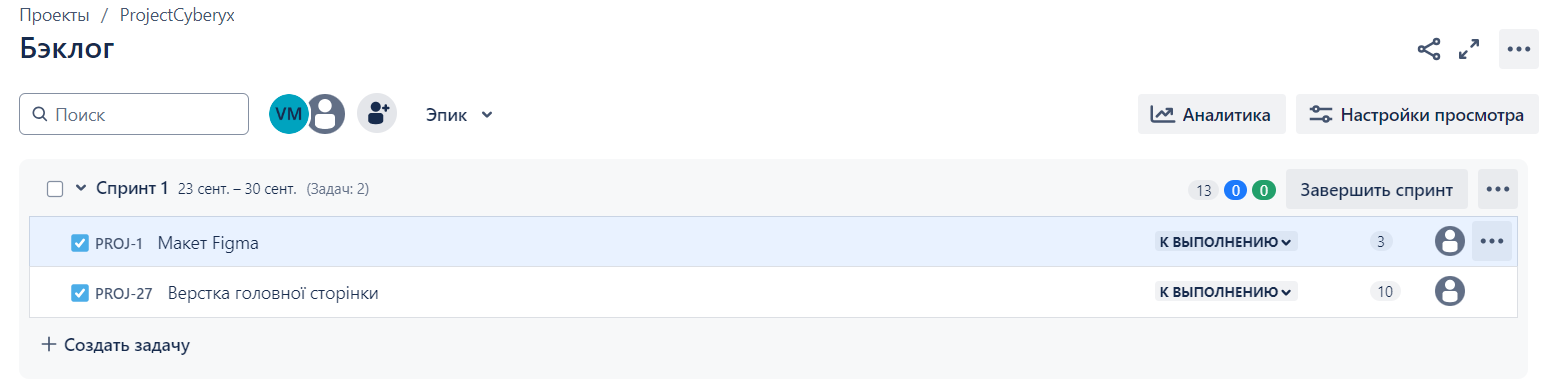 Проекты / ProjectCyberyx
Бэклог
Поиск VM Эпик Аналитика Настройки просмотра
Спринт 1 23 сент. – 30 сент. (Задач: 2) 13 0 0 Завершить спринт
PROJ-1 Макет Figma К ВЫПОЛНЕНИЮ 3
PROJ-27 Верстка головної сторінки К ВЫПОЛНЕНИЮ 10
+ Создать задачу